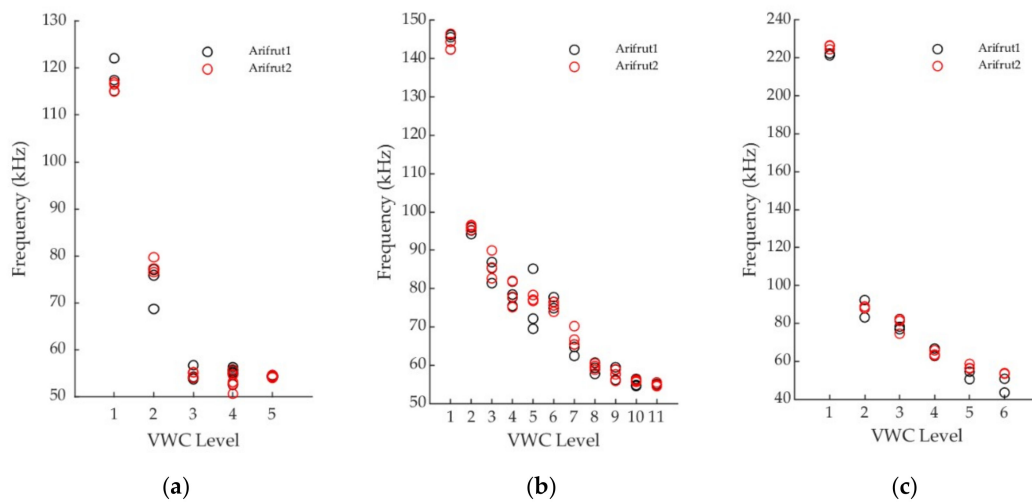 130
120
110
100
90
80
70
60
50
1 2 3 4 5
Frequency (kHz)
VWC Level
Arifrut1
Arifrut2
(a)
150
140
130
120
110
100
90
80
70
60
50
1 2 3 4 5 6 7 8 9 10 11
Frequency (kHz)
VWC Level
Arifrut1
Arifrut2
(b)
240
220
200
180
160
140
120
100
80
60
40
1 2 3 4 5 6
Frequency (kHz)
VWC Level
Arifrut1
Arifrut2
(c)